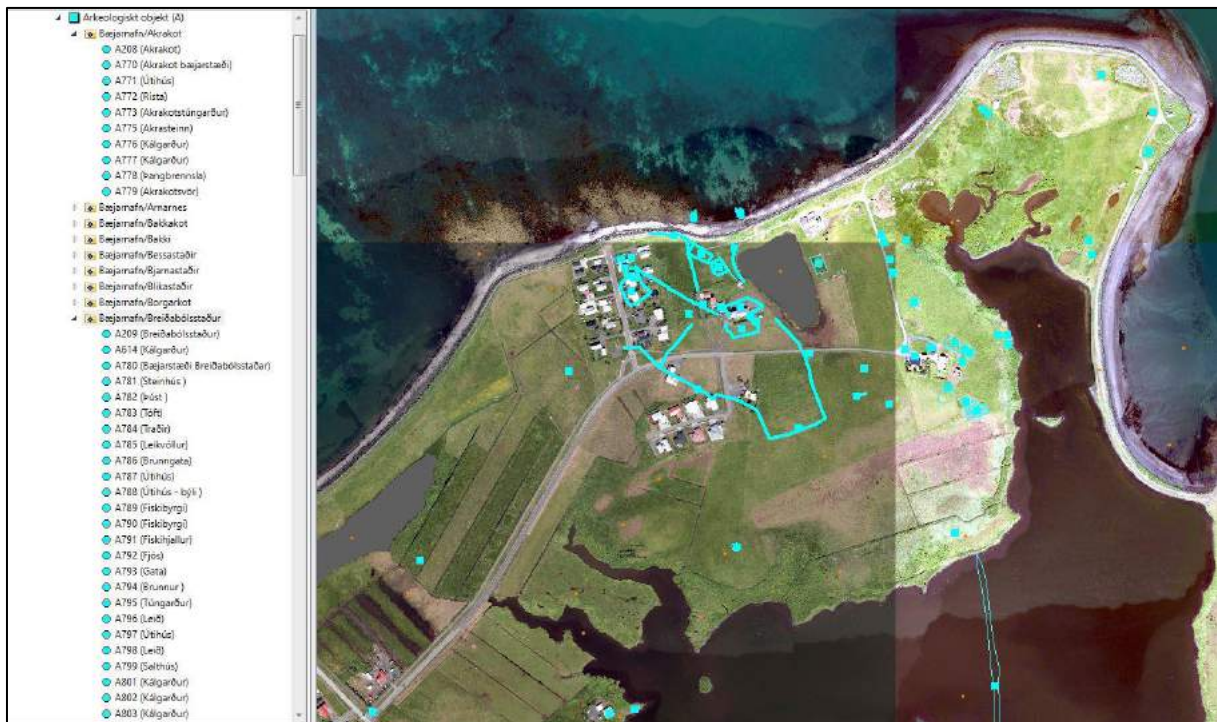 Arkeologiskt objekt (A)
Bæjarnafn/Akrakot
A208 (Akrakot)
A770 (Akrakot bæjarstæði)
A771 (Útihús)
A772 (Rista)
A773 (Akrakotstúngarður)
A775 (Akrasteinn)
A776 (Kálgarður)
A777 (Kálgarður)
A778 (Þangbrennsla)
A779 (Akrakotsvör)
Bæjarnafn/Arnarnes
Bæjarnafn/Bakkakot
Bæjarnafn/Bakki
Bæjarnafn/Bessastaðir
Bæjarnafn/Bjarnastaðir
Bæjarnafn/Blikastaðir
Bæjarnafn/Borgarkot
Bæjarnafn/Breiðabólsstaður
A209 (Breiðabólsstaður)
A614 (Kálgarður)
A780 (Bæjarstæði Breiðabólsstaðar)
A781 (Steinhús )
A782 (Þúst )
A783 (Tóft)
A784 (Traðir)
A785 (Leikvöllur)
A786 (Brunngata)
A787 (Útihús)
A788 (Útihús - býli )
A789 (Fiskibyrgi)
A790 (Fiskibyrgi)
A791 (Fiskihjallur)
A792 (Fjós)
A793 (Gata)
A794 (Brunnur )
A795 (Túngarður)
A796 (Leið)
A797 (Útihús)
A798 (Leið)
A799 (Salthús)
A801 (Kálgarður)
A802 (Kálgarður)
A803 (Kálgarður)